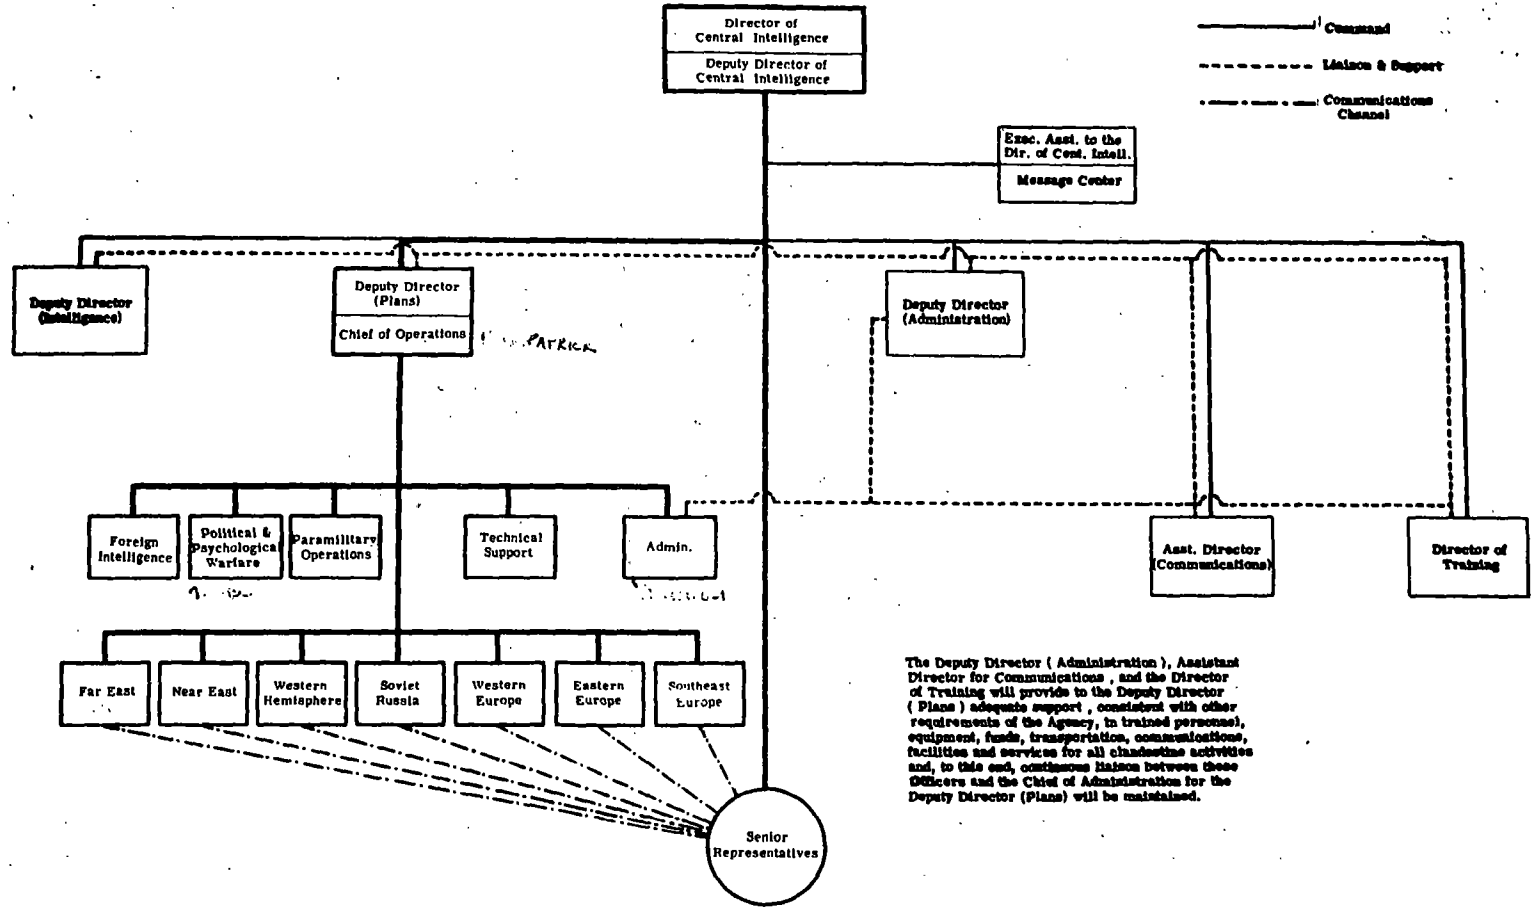 Director of
Central Intelligence
Deputy Director of
Central Intelligence
Command
Liaison & Support
Communications
Channel
Exec. Asst. to the
Dir. of Cent. Intell.
Message Center
Deputy Director
(Intelligence)
Deputy Director
(Plans)
Chief of Operations
PATRICK
Deputy Director
(Administration)
Foreign
Intelligence
Political &
Psychological
Warfare
Paramilitary
Operations
Technical
Support
Admin.
Asst. Director
(Communications)
Director of
Training
Far East
Near East
Western
Hemisphere
Soviet
Russia
Western
Europe
Eastern
Europe
Southeast
Europe
The Deputy Director ( Administration ), Assistant
Director for Communications , and the Director
of Training will provide to the Deputy Director
( Plans ) adequate support , consistent with other
requirements of the Agency, in trained personnel,
equipment, funds, transportation, communications,
facilities and services for all clandestine activities
and, to this end, continuous liaison between these
Officers and the Chief of Administration for the
Deputy Director (Plans) will be maintained.
Senior
Representatives